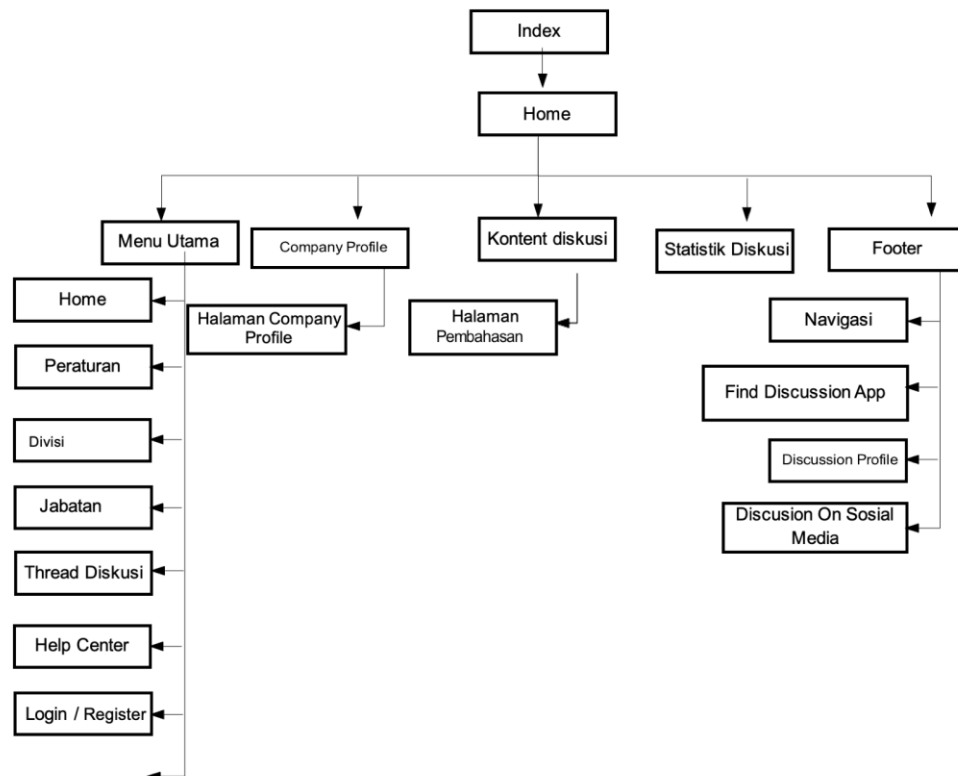 Index
Home
Menu Utama
Company Profile
Kontent diskusi
Statistik Diskusi
Footer
Home
Halaman Company
Profile
Halaman
Pembahasan
Navigasi
Peraturan
Find Discussion App
Divisi
Discussion Profile
Jabatan
Discusion On Sosial
Media
Thread Diskusi
Help Center
Login / Register